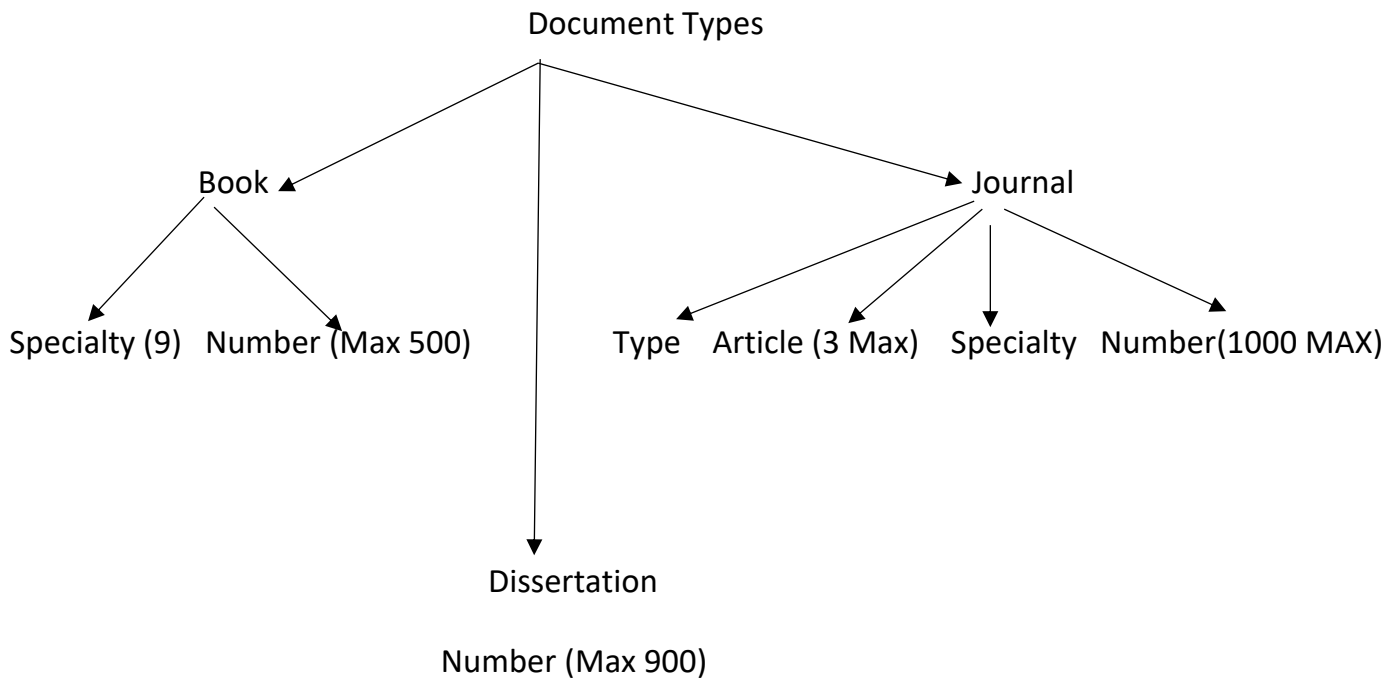 Document Types
Book
Journal
Specialty (9) Number (Max 500)
Type Article (3 Max) Specialty Number(1000 MAX)
Dissertation
Number (Max 900)